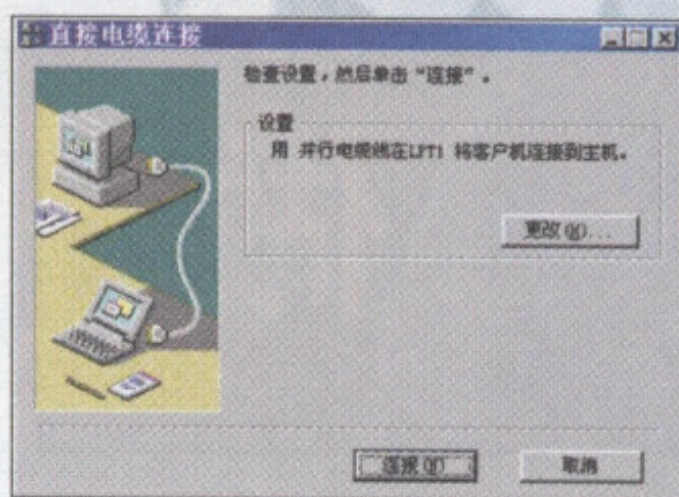 直接电缆连接
检查设置，然后单击“连接”。
设置
用 并行电缆线在LPT1 将客户机连接到主机。
更改(H)...
连接(N)
取消